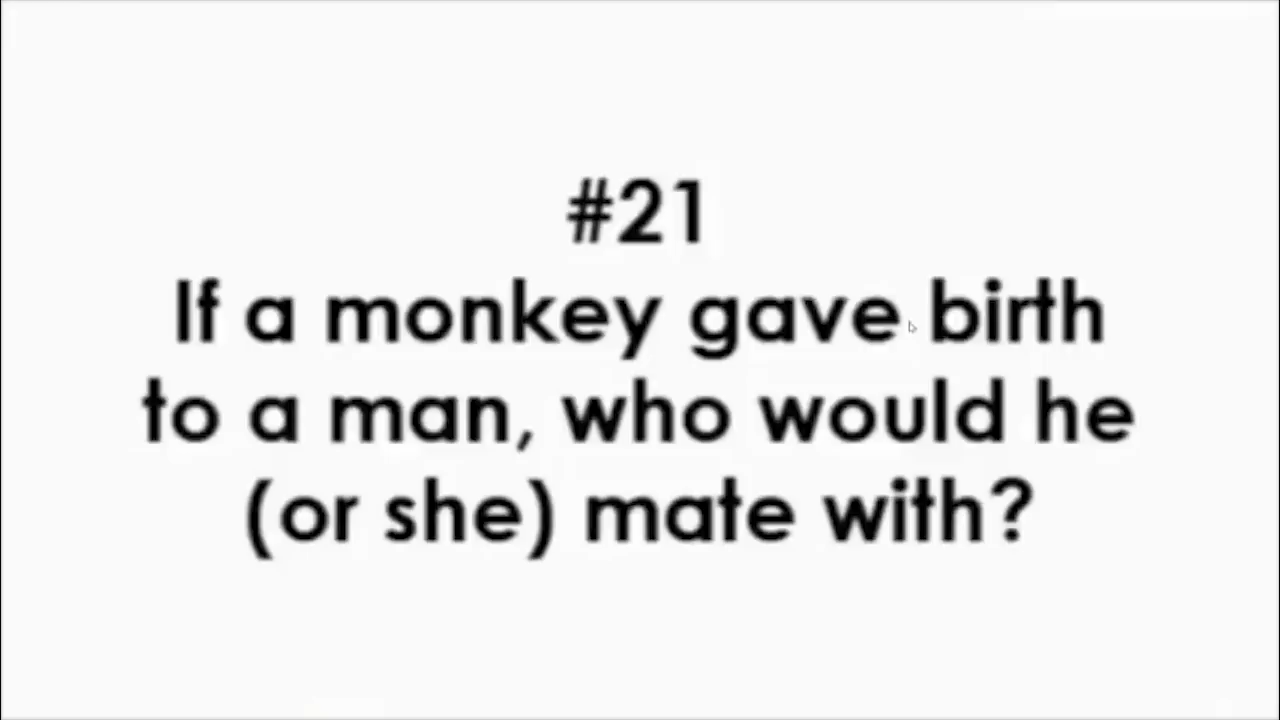 #21
If a monkey gave birth
to a man, who would he
(or she) mate with?